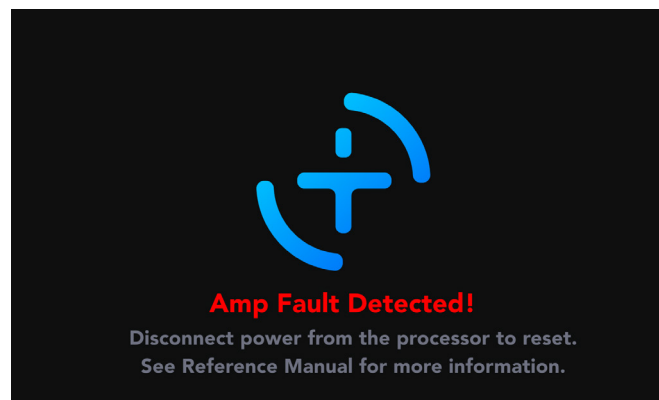 Amp Fault Detected!
Disconnect power from the processor to reset.
See Reference Manual for more information.